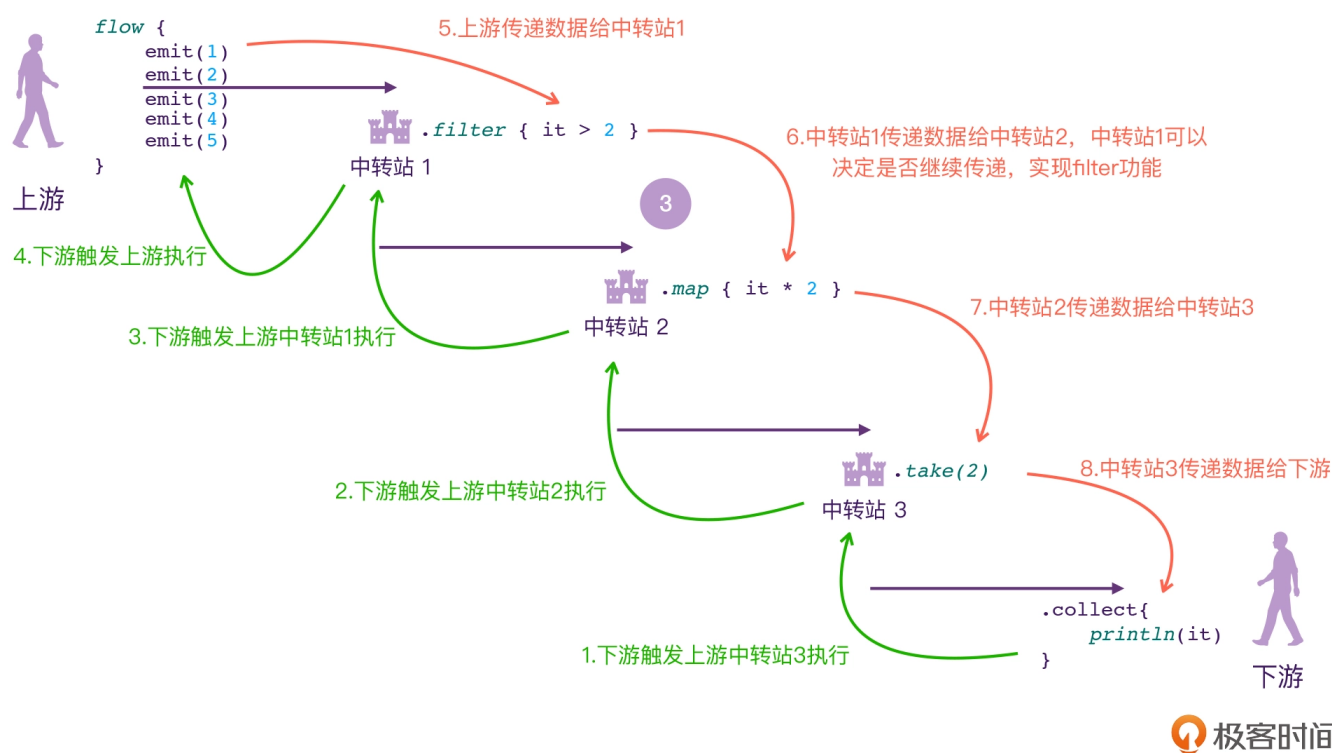 flow {
emit(1)
emit(2)
emit(3)
emit(4)
emit(5)
}
上游
5.上游传递数据给中转站1
.filter { it > 2 }
中转站 1
6.中转站1传递数据给中转站2，中转站1可以
决定是否继续传递，实现filter功能
3
4.下游触发上游执行
.map { it * 2 }
中转站 2
7.中转站2传递数据给中转站3
3.下游触发上游中转站1执行
.take(2)
中转站 3
8.中转站3传递数据给下游
2.下游触发上游中转站2执行
.collect{
println(it)
}
下游
1.下游触发上游中转站3执行
极客时间